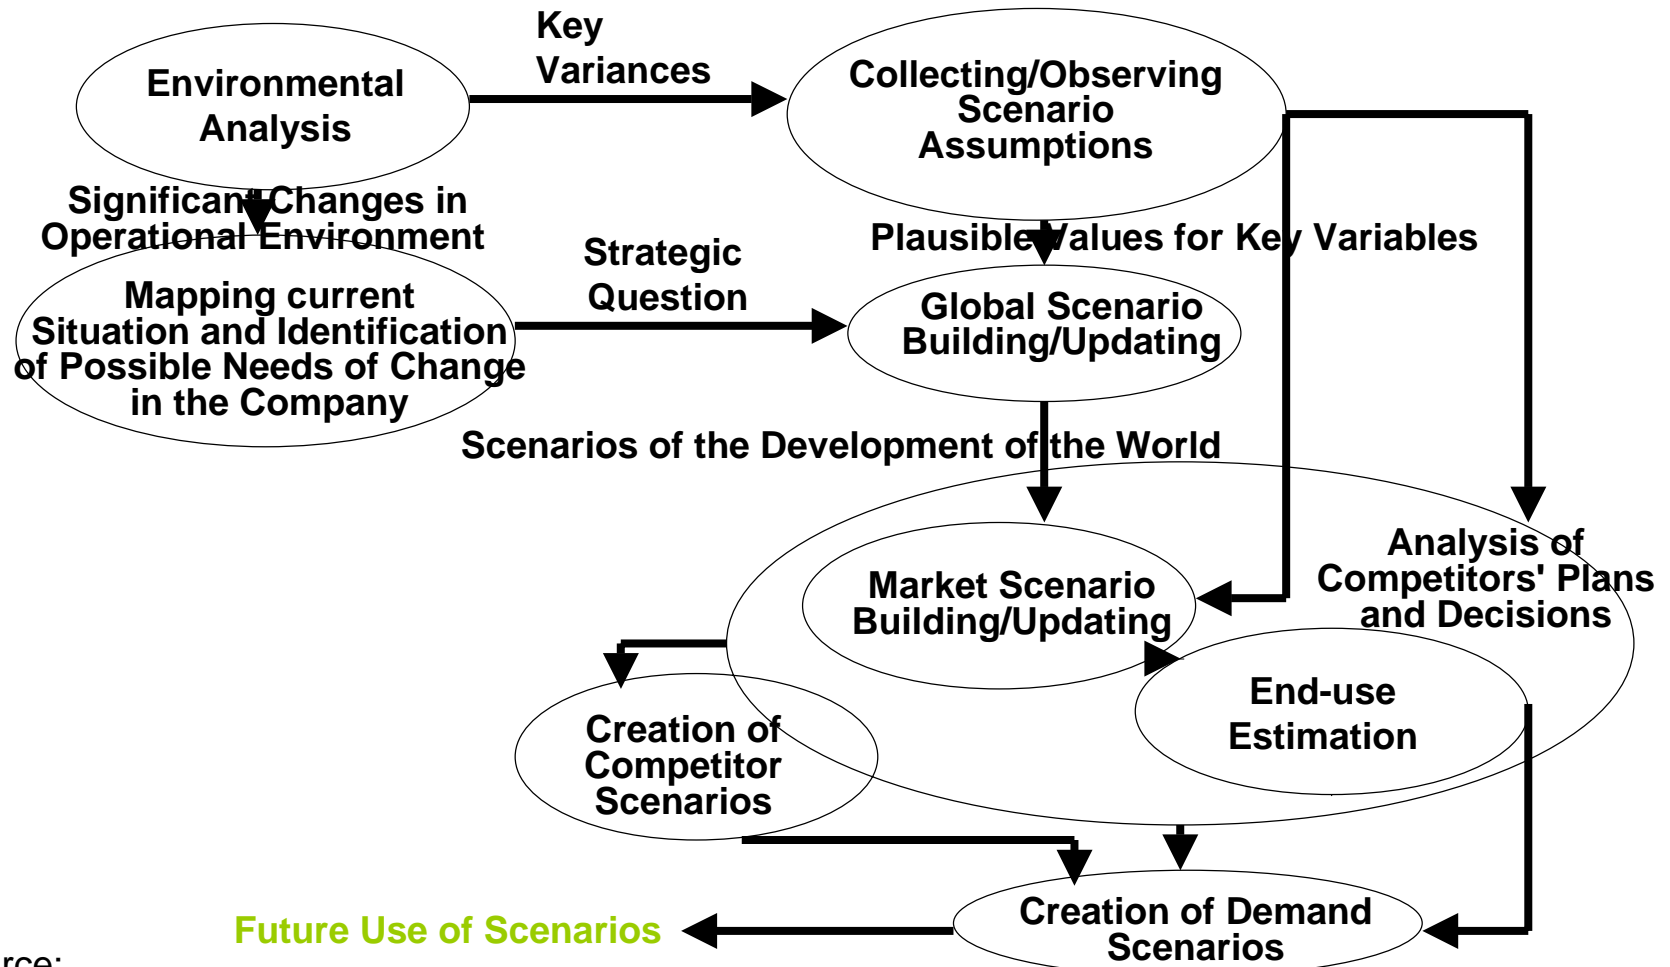 Key
Variances
Environmental
Analysis
Collecting/Observing
Scenario
Assumptions
Significant Changes in
Operational Environment
Plausible Values for Key Variables
Strategic
Question
Mapping current
Situation and Identification
of Possible Needs of Change
in the Company
Global Scenario
Building/Updating
Scenarios of the Development of the World
Analysis of
Competitors' Plans
and Decisions
Market Scenario
Building/Updating
End-use
Estimation
Creation of
Competitor
Scenarios
Creation of Demand
Scenarios
Future Use of Scenarios